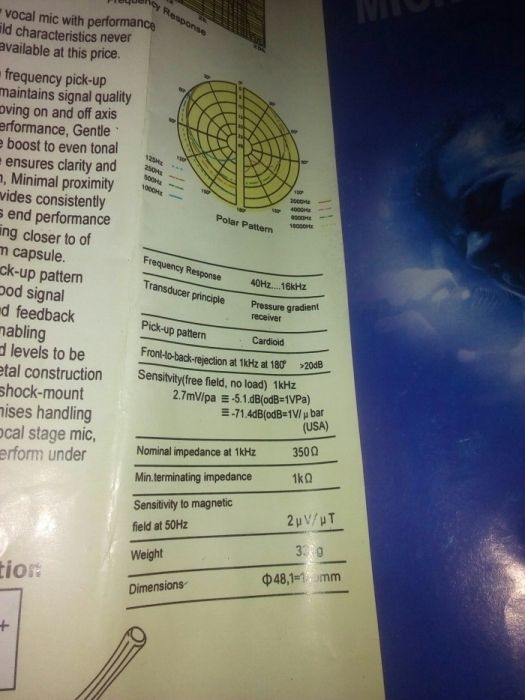 vocal mic with performance
ild characteristics never
available at this price.
frequency pick-up
maintains signal quality
oving on and off axis
erformance, Gentle
boost to even tonal
ensures clarity and
n, Minimal proximity
vides consistently
s end performance
ing closer to of
m capsule.
ck-up pattern
ood signal
d feedback
nabling
d levels to be
etal construction
shock-mount
nises handling
ocal stage mic,
erform under
tion
+
quency Response
125Hz
250Hz
500Hz
1000Hz
2000Hz
4000Hz
8000Hz
16000Hz
Polar Pattern
Frequency Response 40Hz....16kHz
Transducer principle Pressure gradient
receiver
Pick-up pattern Cardioid
Front-to-back-rejection at 1kHz at 180° >20dB
Sensitvity(free field, no load) 1kHz
2.7mV/pa ≡-5.1.dB(odB=1VPa)
≡-71.4dB(odB=1V/μbar
(USA)
Nominal impedance at 1kHz 350Ω
Min.terminating impedance 1kΩ
Sensitivity to magnetic
field at 50Hz 2μV/μT
Weight
Dimensions